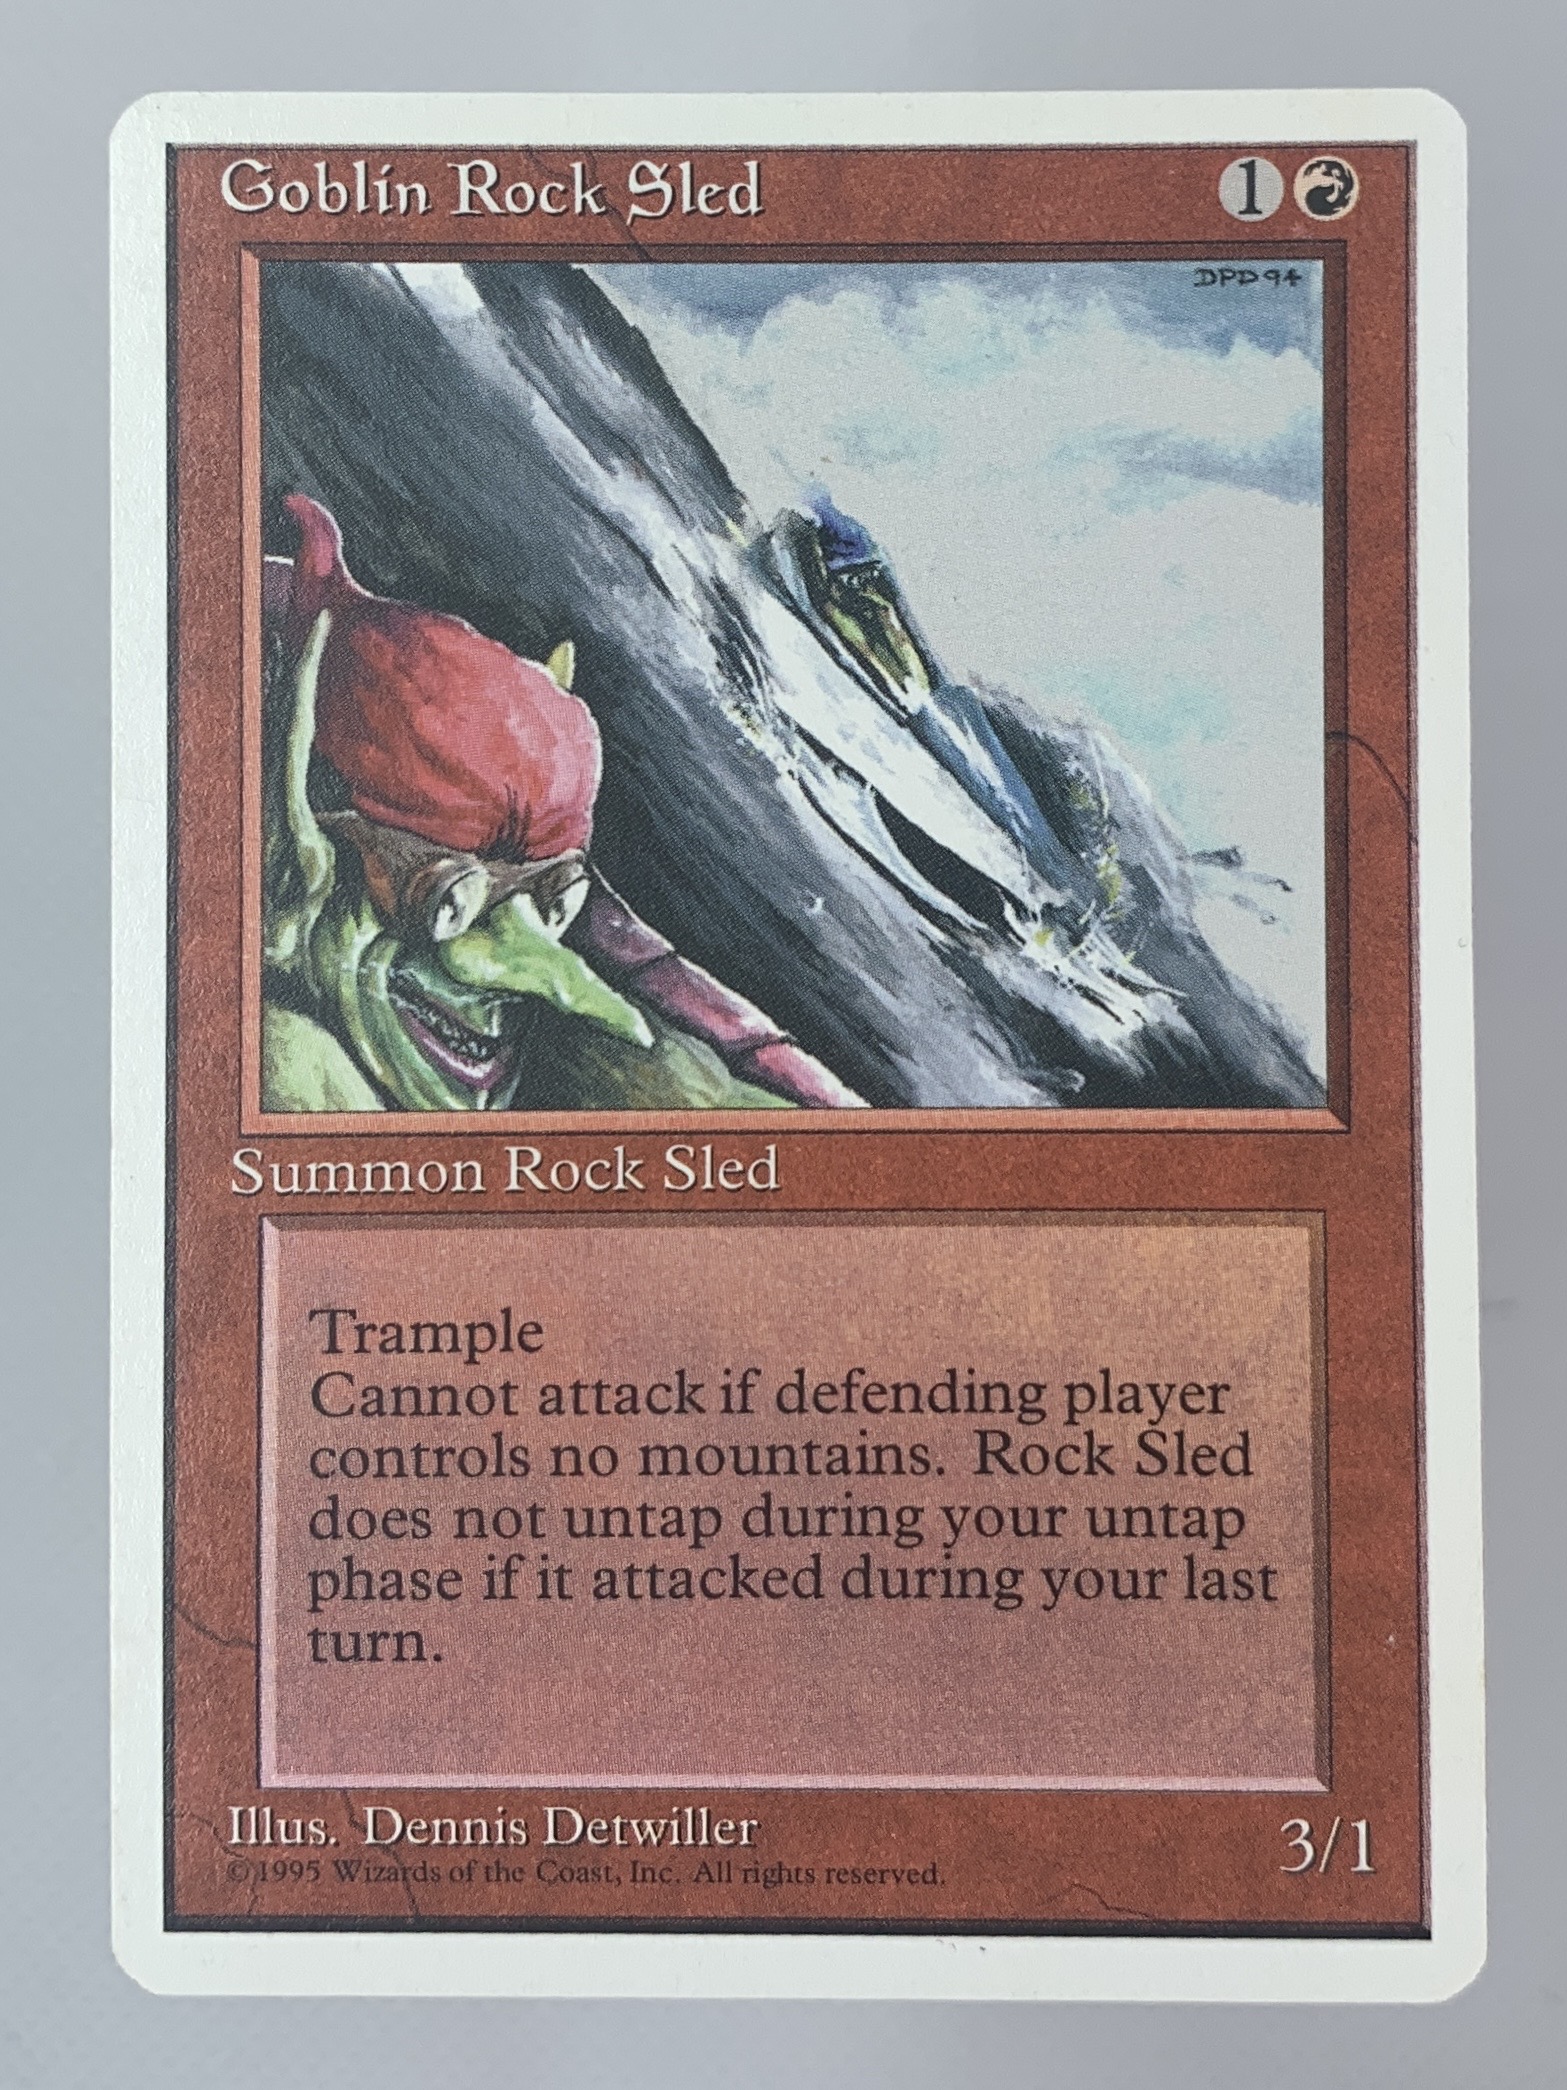 Goblin Rock Sled 1
DPD94
Summon Rock Sled
Trample
Cannot attack if defending player
controls no mountains. Rock Sled
does not untap during your untap
phase if it attacked during your last
turn.
Illus. Dennis Detwiller
3/1
© 1995 Wizards of the Coast, Inc. All rights reserved.